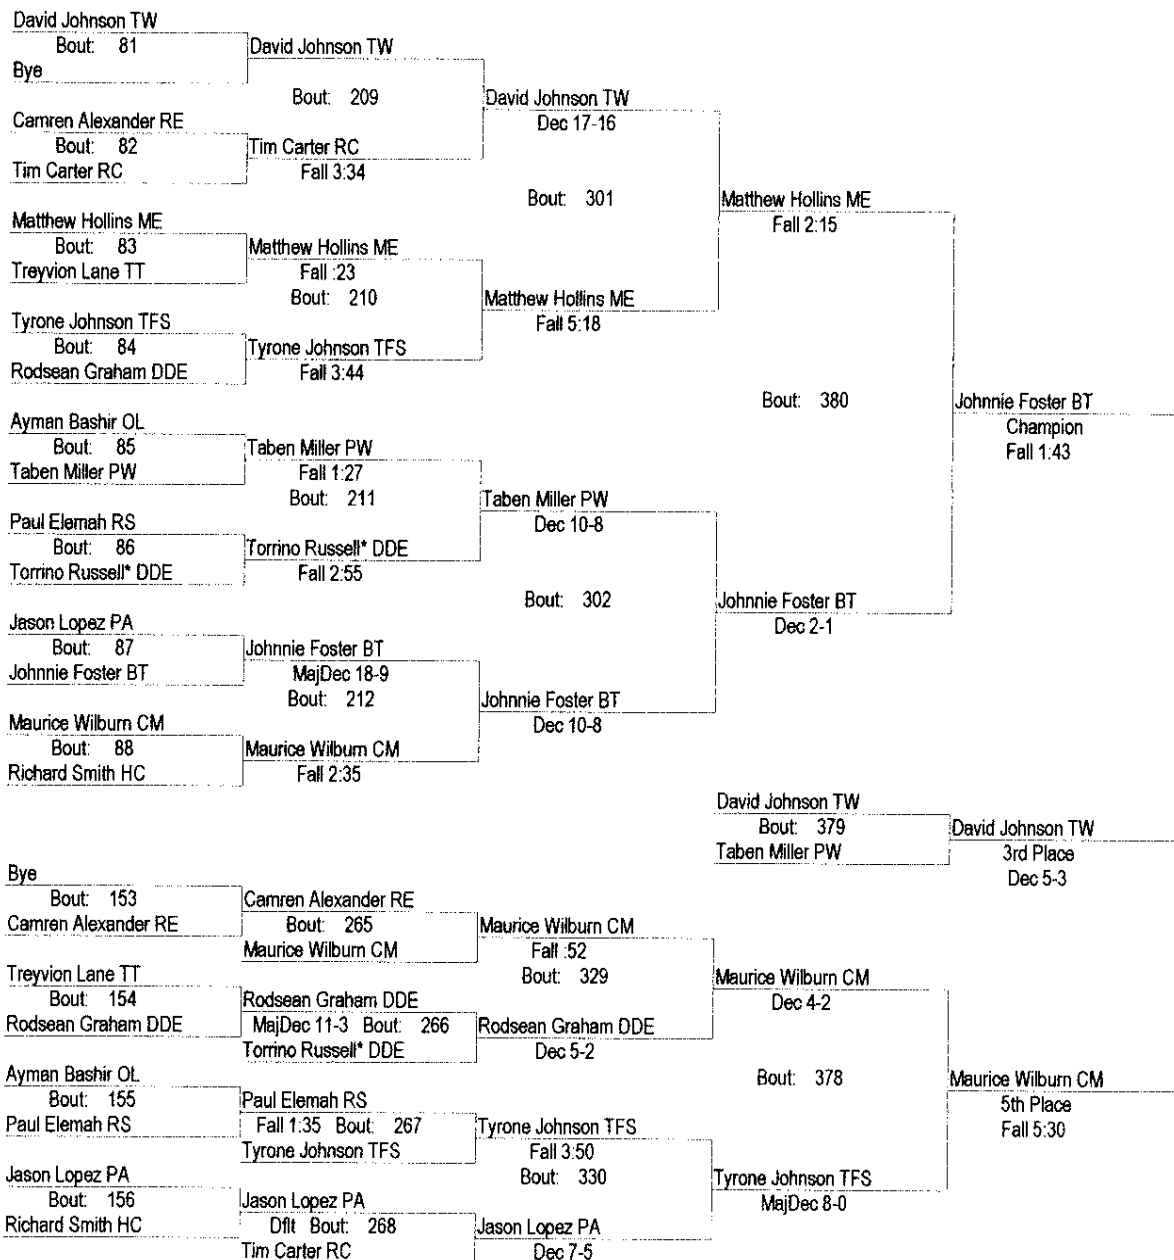 David Johnson TW
Bout: 81
Bye
David Johnson TW
Bout: 209
Camren Alexander RE
Bout: 82
Tim Carter RC
Tim Carter RC
Fall 3:34
David Johnson TW
Dec 17-16
Bout: 301
Matthew Hollins ME
Bout: 83
Treyvion Lane TT
Matthew Hollins ME
Fall :23
Bout: 210
Tyrone Johnson TFS
Bout: 84
Rodsean Graham DDE
Tyrone Johnson TFS
Fall 3:44
Matthew Hollins ME
Fall 5:18
Matthew Hollins ME
Fall 2:15
Bout: 380
Ayman Bashir OL
Bout: 85
Taben Miller PW
Taben Miller PW
Fall 1:27
Bout: 211
Paul Elemah RS
Bout: 86
Torrino Russell* DDE
Torrino Russell* DDE
Fall 2:55
Taben Miller PW
Dec 10-8
Bout: 302
Jason Lopez PA
Bout: 87
Johnnie Foster BT
Johnnie Foster BT
MajDec 18-9
Bout: 212
Maurice Wilburn CM
Bout: 88
Richard Smith HC
Maurice Wilburn CM
Fall 2:35
Johnnie Foster BT
Dec 10-8
Johnnie Foster BT
Dec 2-1
Johnnie Foster BT
Champion
Fall 1:43
David Johnson TW
Bout: 379
Taben Miller PW
David Johnson TW
3rd Place
Dec 5-3
Bye
Bout: 153
Camren Alexander RE
Camren Alexander RE
Bout: 265
Maurice Wilburn CM
Maurice Wilburn CM
Fall :52
Bout: 329
Treyvion Lane TT
Bout: 154
Rodsean Graham DDE
Rodsean Graham DDE
MajDec 11-3 Bout: 266
Torrino Russell* DDE
Rodsean Graham DDE
Dec 5-2
Maurice Wilburn CM
Dec 4-2
Bout: 378
Ayman Bashir OL
Bout: 155
Paul Elemah RS
Paul Elemah RS
Fall 1:35 Bout: 267
Tyrone Johnson TFS
Tyrone Johnson TFS
Fall 3:50
Bout: 330
Jason Lopez PA
Bout: 156
Richard Smith HC
Jason Lopez PA
Dflt Bout: 268
Tim Carter RC
Jason Lopez PA
Dec 7-5
Tyrone Johnson TFS
MajDec 8-0
Maurice Wilburn CM
5th Place
Fall 5:30